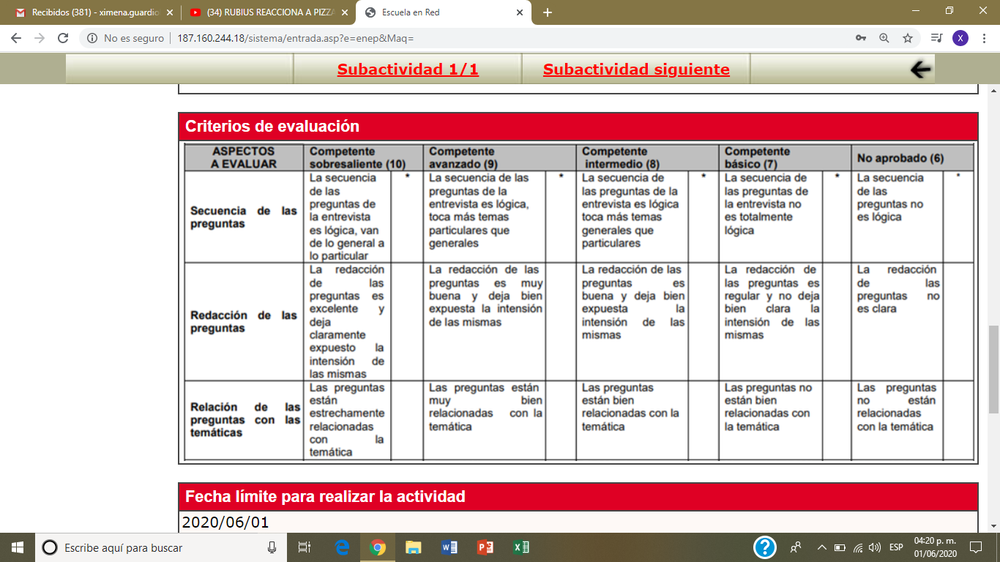 Recibidos (381) - ximena.guardio
(34) RUBIUS REACCIONA A PIZZA
Escuela en Red
No es seguro | 187.160.244.18/sistema/entrada.asp?e=enep&Maq=
X
Subactividad 1/1
Subactividad siguiente
Criterios de evaluación
ASPECTOS
A EVALUAR
Competente
sobresaliente (10)
Competente
avanzado (9)
Competente
intermedio (8)
Competente
básico (7)
No aprobado (6)
Secuencia de las
preguntas
La secuencia
de las
preguntas de
la entrevista
es lógica, van
de lo general a
lo particular
*
La secuencia de las
preguntas de la
entrevista es lógica,
toca más temas
particulares que
generales
*
La secuencia de
las preguntas de la
entrevista es lógica
toca más temas
generales que
particulares
*
La secuencia de
las preguntas de
la entrevista no
es totalmente
lógica
*
La secuencia
de las
preguntas no
es lógica
*
Redacción de las
preguntas
La redacción
de las
preguntas es
excelente y
deja
claramente
expuesto la
intensión de
las mismas
La redacción de las
preguntas es muy
buena y deja bien
expuesta la intensión
de las mismas
La redacción de las
preguntas es
buena y deja bien
expuesta la
intensión de las
mismas
La redacción de
las preguntas es
regular y no deja
bien clara la
intensión de las
mismas
La redacción
de las
preguntas no
es clara
Relación de las
preguntas con las
temáticas
Las preguntas
están
estrechamente
relacionadas
con la
temática
Las preguntas están
muy bien
relacionadas con la
temática
Las preguntas
están bien
relacionadas con la
temática
Las preguntas no
están bien
relacionadas con
la temática
Las preguntas
no están
relacionadas
con la temática
Fecha límite para realizar la actividad
2020/06/01
Escribe aquí para buscar
ESP
04:20 p. m.
01/06/2020